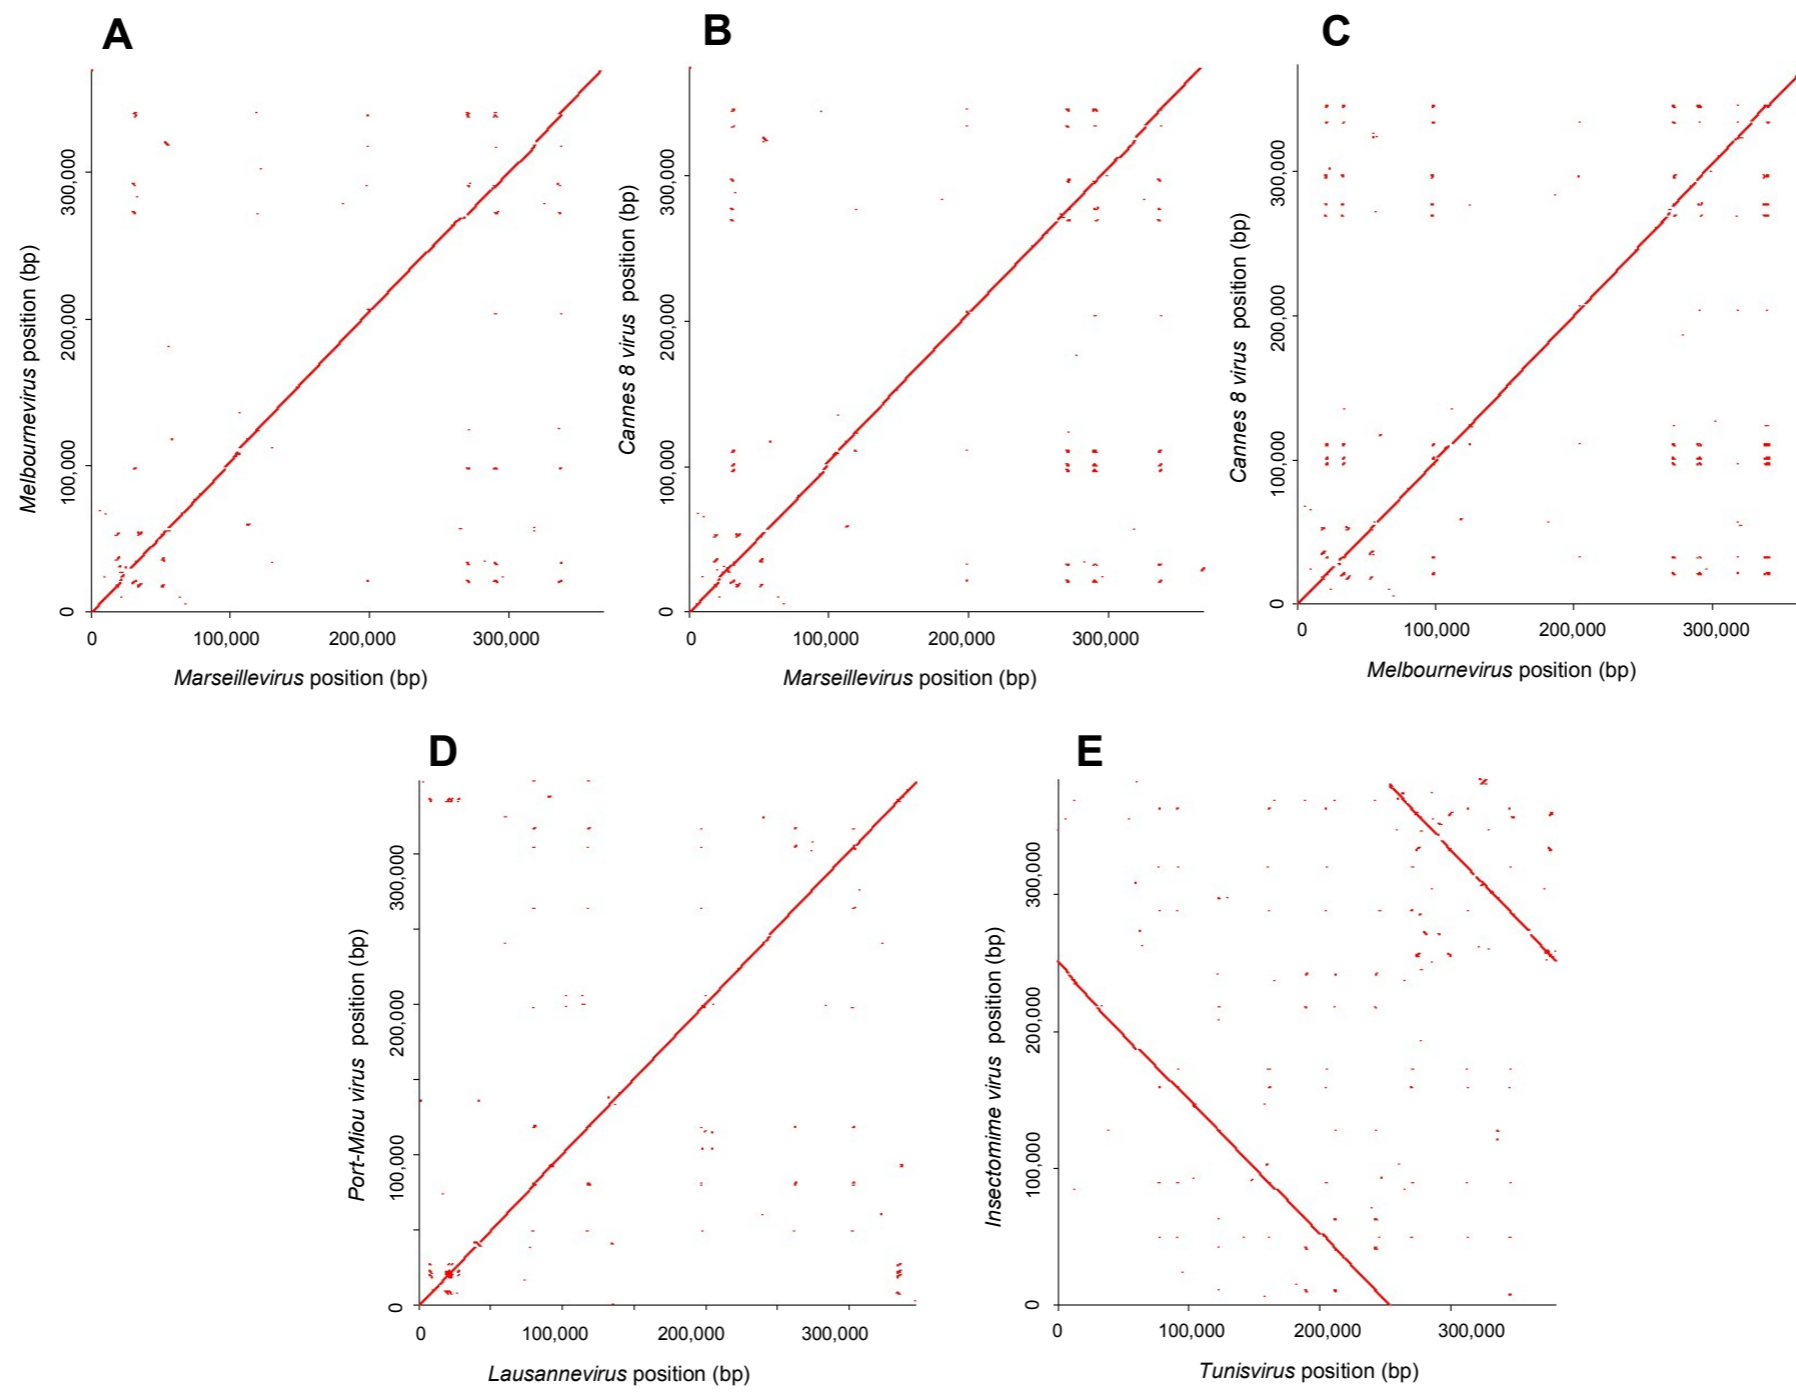 A
Melbournevirus position (bp)
300,000
200,000
100,000
0
0 100,000 200,000 300,000
Marseillevirus position (bp)
B
Cannes 8 virus position (bp)
300,000
200,000
100,000
0
0 100,000 200,000 300,000
Marseillevirus position (bp)
C
Cannes 8 virus position (bp)
300,000
200,000
100,000
0
0 100,000 200,000 300,000
Melbournevirus position (bp)
D
Port-Miou virus position (bp)
300,000
200,000
100,000
0
0 100,000 200,000 300,000
Lausannevirus position (bp)
E
Insectomime virus position (bp)
300,000
200,000
100,000
0
0 100,000 200,000 300,000
Tunisvirus position (bp)